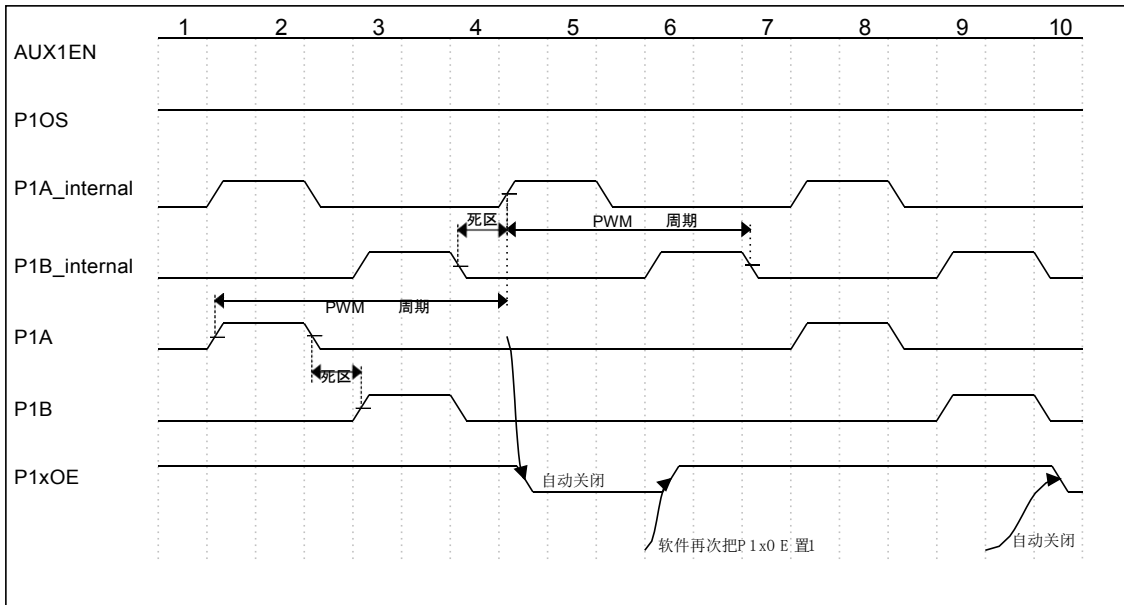 1 2 3 4 5 6 7 8 9 10
AUX1EN
P1OS
P1A_internal
死区
PWM 周期
P1B_internal
PWM 周期
P1A
死区
P1B
P1xOE
自动关闭
软件再次把P1xOE置1
自动关闭